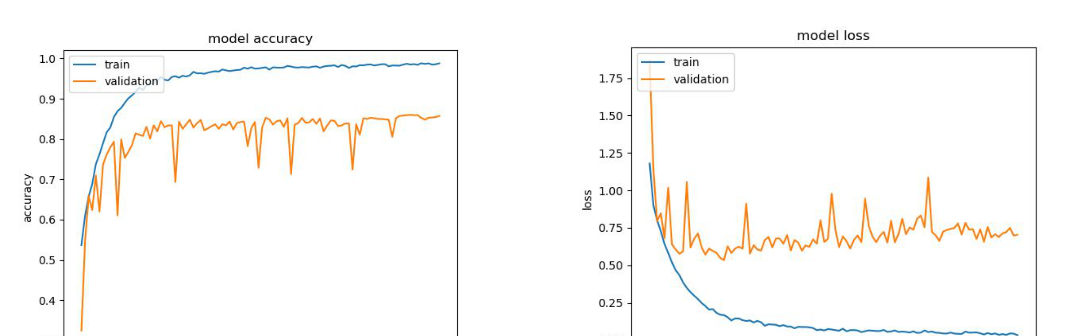 model accuracy
train
validation
accuracy
1.0
0.9
0.8
0.7
0.6
0.5
0.4
model loss
train
validation
loss
1.75
1.50
1.25
1.00
0.75
0.50
0.25